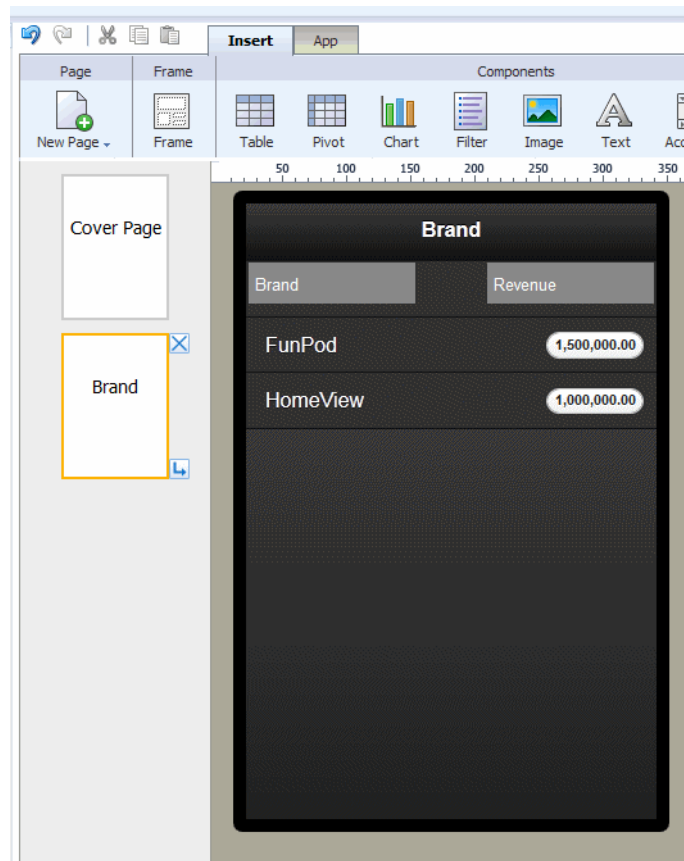 Insert App
Page Frame Components
New Page Frame Table Pivot Chart Filter Image Text
50 100 150 200 250 300 350
Cover Page
Brand
Brand
Brand Revenue
FunPod 1,500,000.00
HomeView 1,000,000.00